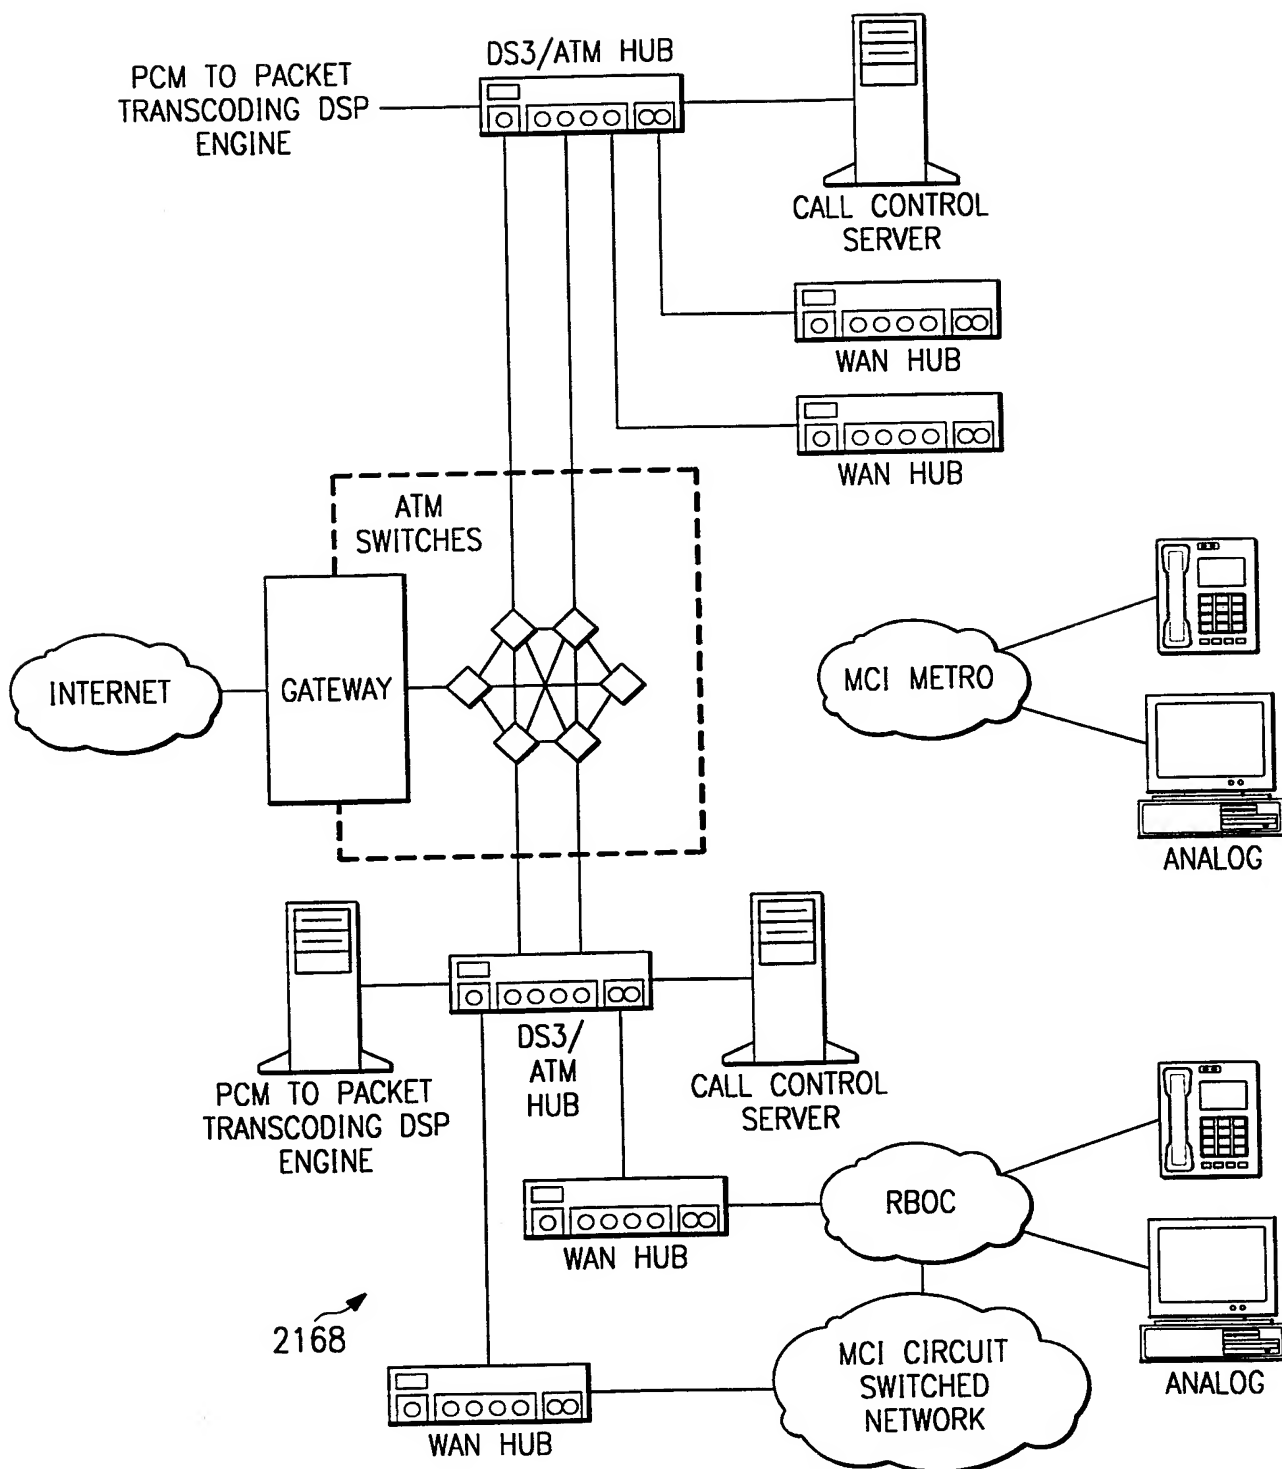 DS3/ATM HUB
PCM TO PACKET
TRANSCODING DSP
ENGINE
CALL CONTROL
SERVER
WAN HUB
WAN HUB
ATM
SWITCHES
INTERNET
GATEWAY
MCI METRO
ANALOG
DS3/
ATM
HUB
PCM TO PACKET
TRANSCODING DSP
ENGINE
CALL CONTROL
SERVER
RBOC
WAN HUB
2168
MCI CIRCUIT
SWITCHED
NETWORK
ANALOG
WAN HUB